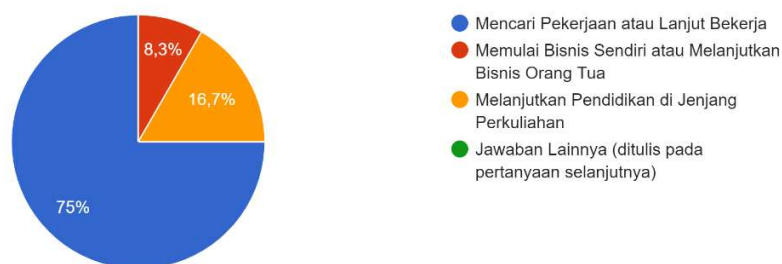 8,3%
16,7%
75%
Mencari Pekerjaan atau Lanjut Bekerja
Memulai Bisnis Sendiri atau Melanjutkan
Bisnis Orang Tua
Melanjutkan Pendidikan di Jenjang
Perkuliahan
Jawaban Lainnya (ditulis pada
pertanyaan selanjutnya)